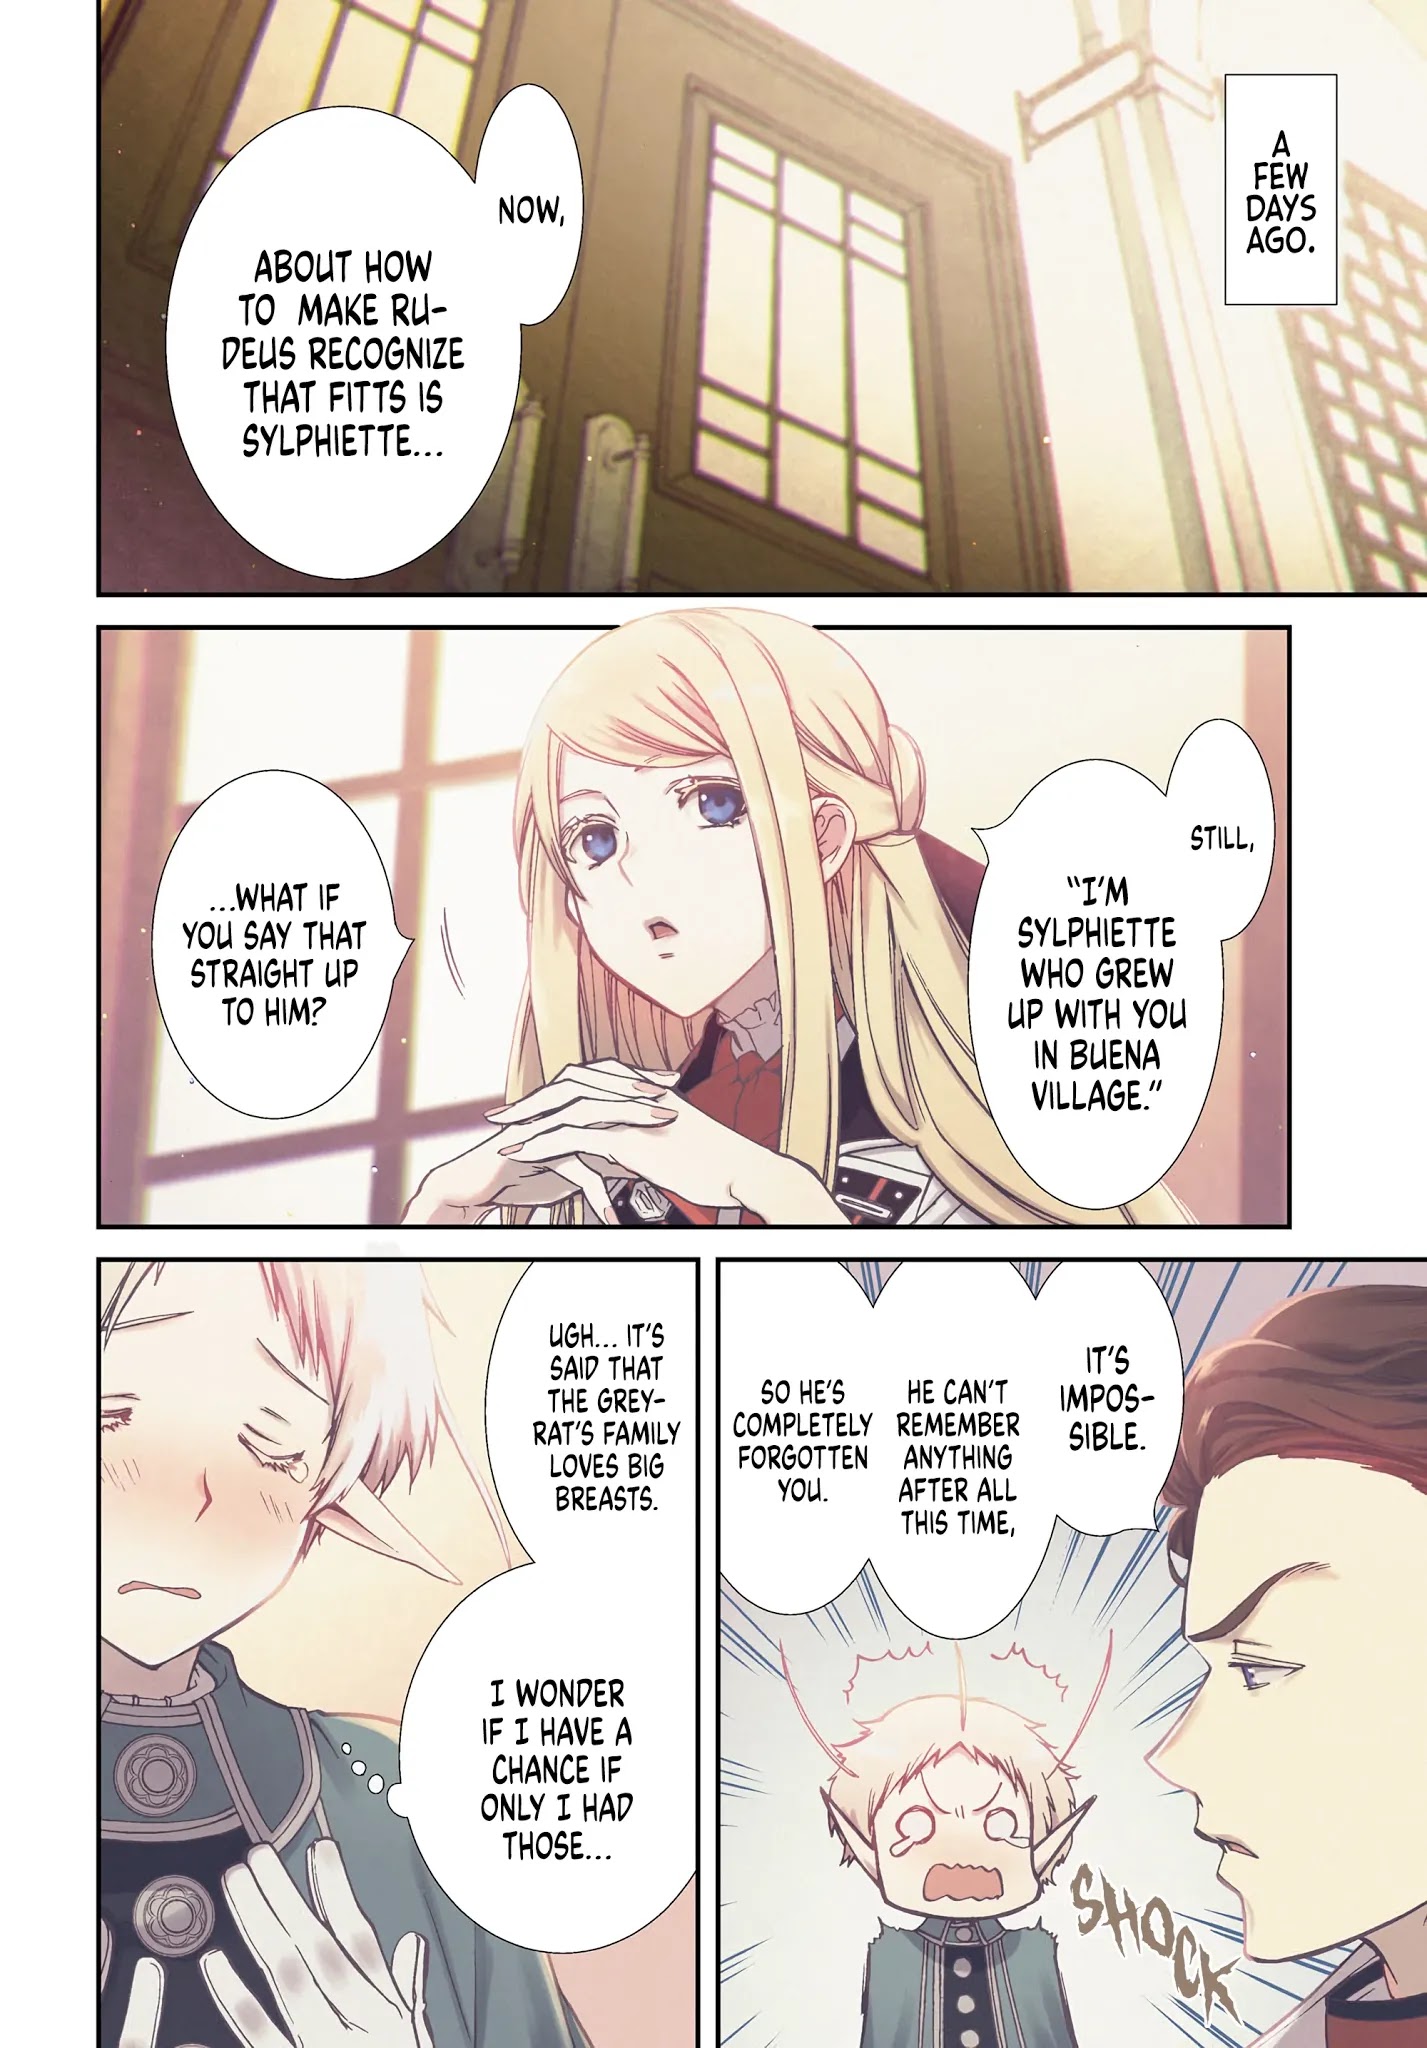 A
FEW
DAYS
AGO.
NOW,
ABOUT HOW
TO MAKE RU-
DEUS RECOGNIZE
THAT FITTS IS
SYLPHIETTE...
STILL,
"I'M
SYLPHIETTE
WHO GREW
UP WITH YOU
IN BUENA
VILLAGE."
...WHAT IF
YOU SAY THAT
STRAIGHT UP
TO HIM?
IT'S
IMPOS-
SIBLE.
HE CAN'T
REMEMBER
ANYTHING
AFTER ALL
THIS TIME,
SO HE'S
COMPLETELY
FORGOTTEN
YOU.
SHOCK
UGH... IT'S
SAID THAT
THE GREY-
RAT'S FAMILY
LOVES BIG
BREASTS.
I WONDER
IF I HAVE A
CHANCE IF
ONLY I HAD
THOSE...